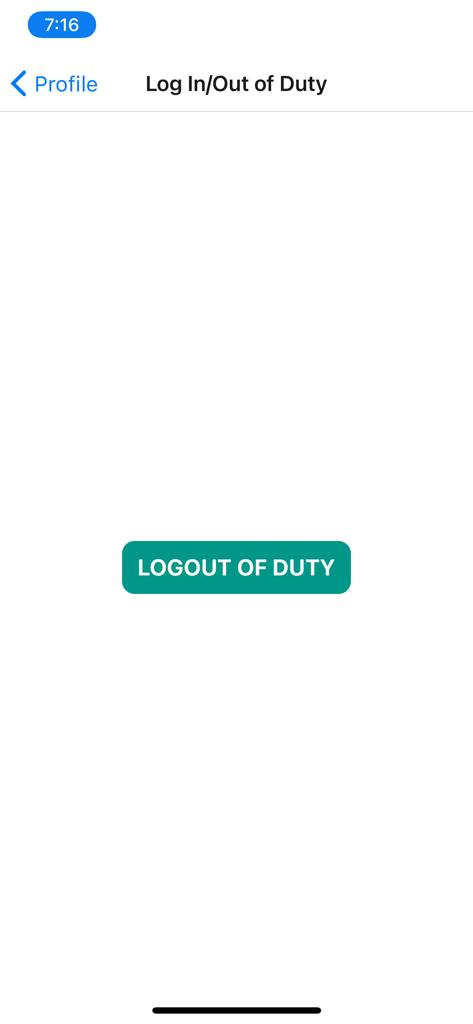 7:16
Profile
Log In/Out of Duty
LOGOUT OF DUTY